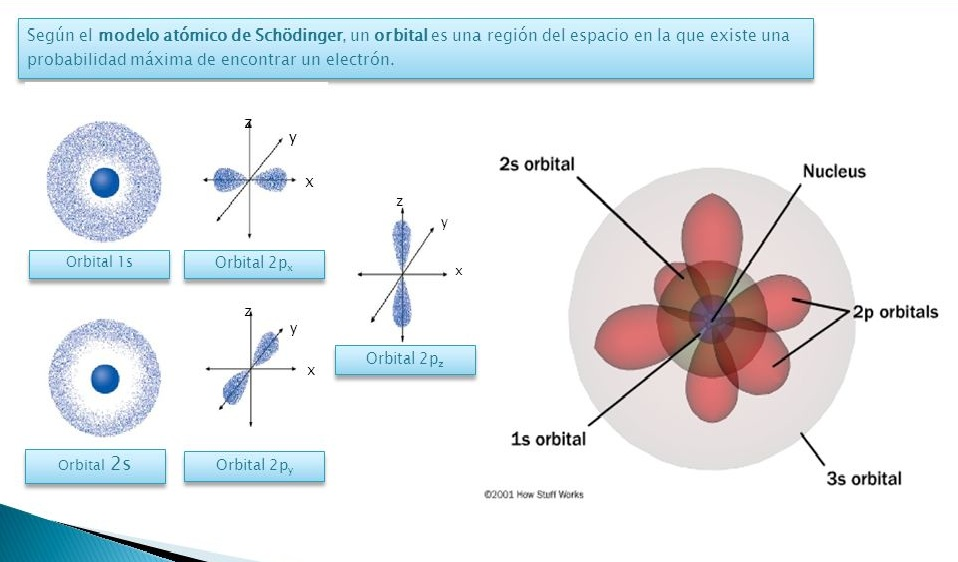 Según el modelo atómico de Schödinger, un orbital es una región del espacio en la que existe una
probabilidad máxima de encontrar un electrón.
z
y
x
Orbital 1s
Orbital 2pₓ
z
y
x
Orbital 2p_z
z
y
x
Orbital 2s
Orbital 2p_y
2s orbital
Nucleus
2p orbitals
1s orbital
3s orbital
©2001 How Stuff Works